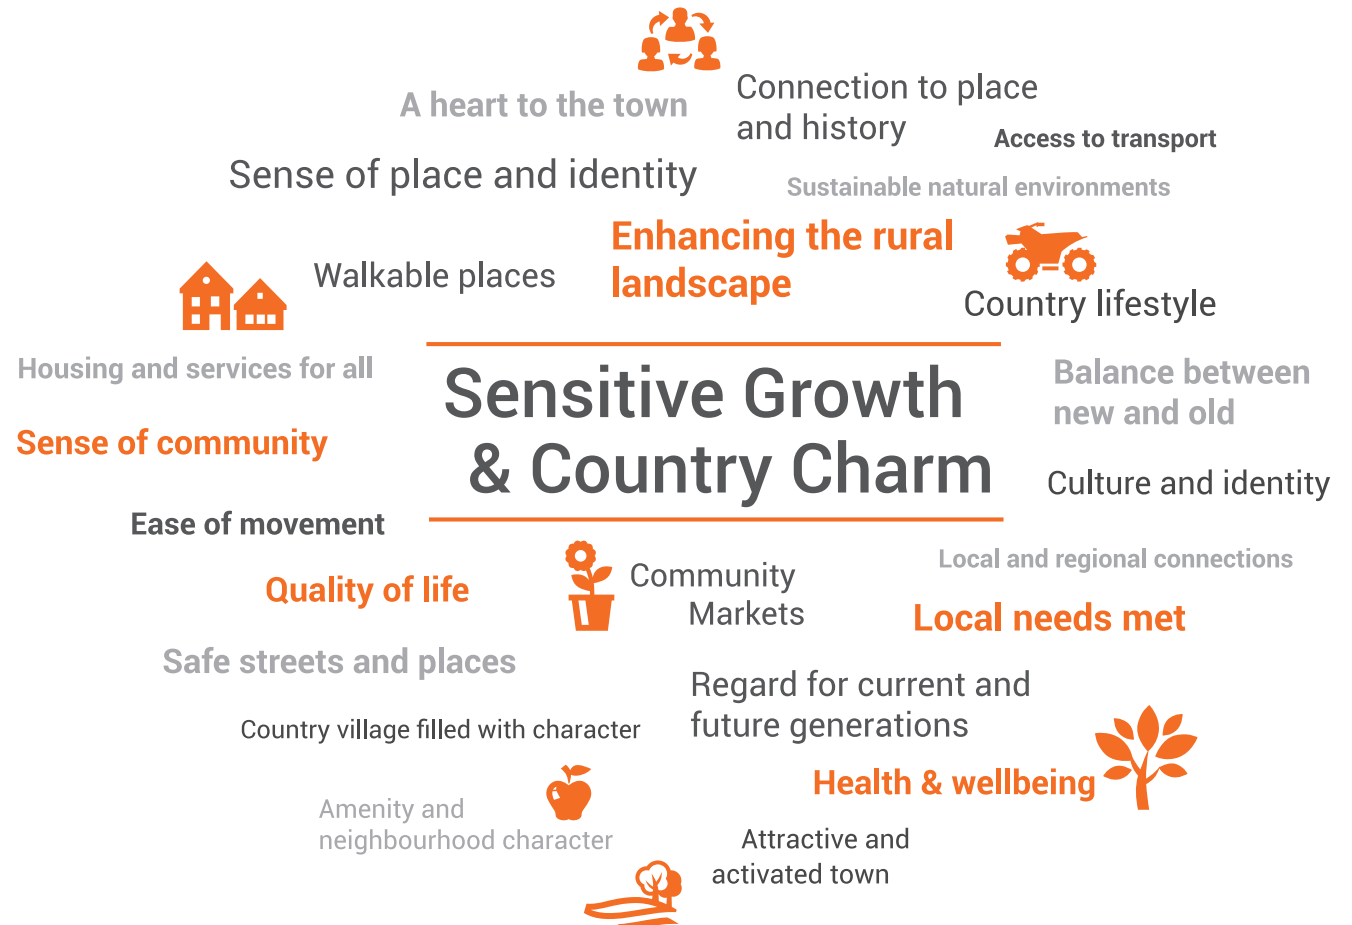 A heart to the town
Connection to place
and history
Access to transport
Sense of place and identity
Sustainable natural environments
Enhancing the rural
landscape
Walkable places
Country lifestyle
Housing and services for all
Sensitive Growth
& Country Charm
Balance between
new and old
Sense of community
Culture and identity
Ease of movement
Local and regional connections
Quality of life
Community
Markets
Local needs met
Safe streets and places
Regard for current and
future generations
Country village filled with character
Health & wellbeing
Amenity and
neighbourhood character
Attractive and
activated town